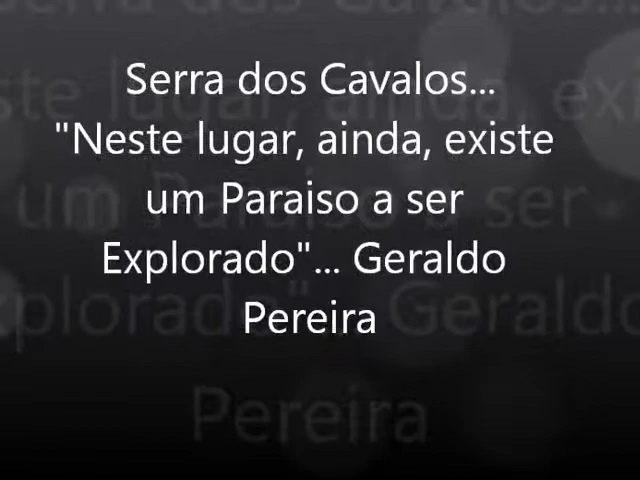 Serra dos Cavalos...
"Neste lugar, ainda, existe
um Paraiso a ser
Explorado"... Geraldo
Pereira